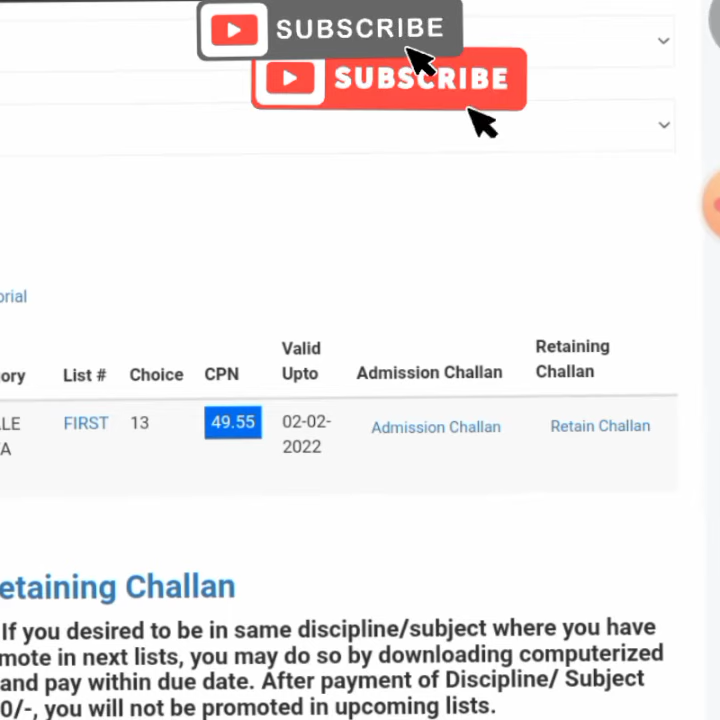 SUBSCRIBE
SUBSCRIBE
orial
ory List # Choice CPN Valid Upto Admission Challan Retaining Challan
LE A FIRST 13 49.55 02-02-2022 Admission Challan Retain Challan
etaining Challan
If you desired to be in same discipline/subject where you have
mote in next lists, you may do so by downloading computerized
and pay within due date. After payment of Discipline/ Subject
0/-, you will not be promoted in upcoming lists.